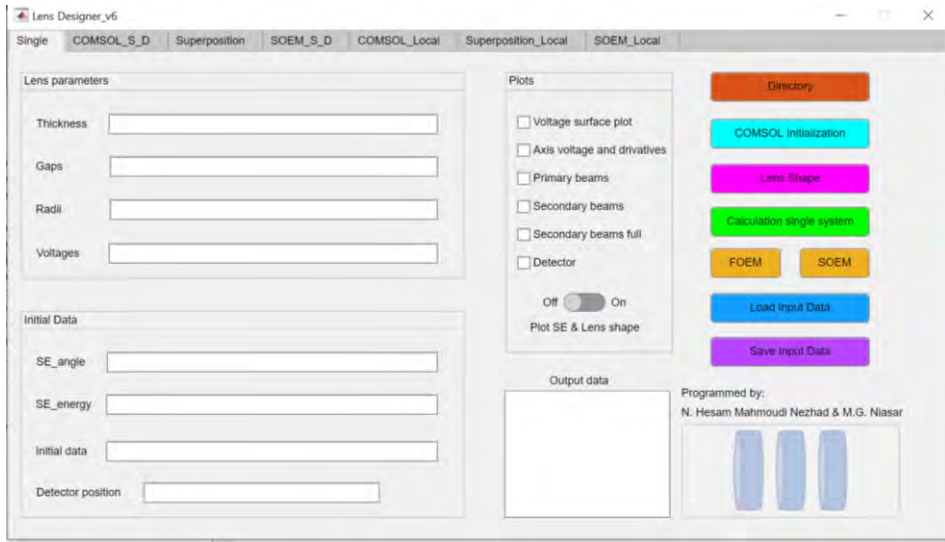 Lens Designer_v6
Single COMSOL_S_D Superposition SOEM_S_D COMSOL_Local Superposition_Local SOEM_Local
Lens parameters
Thickness
Gaps
Radii
Voltages
Initial Data
SE_angle
SE_energy
Initial data
Detector position
Plots
Voltage surface plot
Axis voltage and drivatives
Primary beams
Secondary beams
Secondary beams full
Detector
Off On
Plot SE & Lens shape
Output data
Directory
COMSOL Initialization
Lens Shape
Calculation single system
FOEM SOEM
Load Input Data
Save Input Data
Programmed by:
N. Hesam Mahmoudi Nezhad & M.G. Niasar